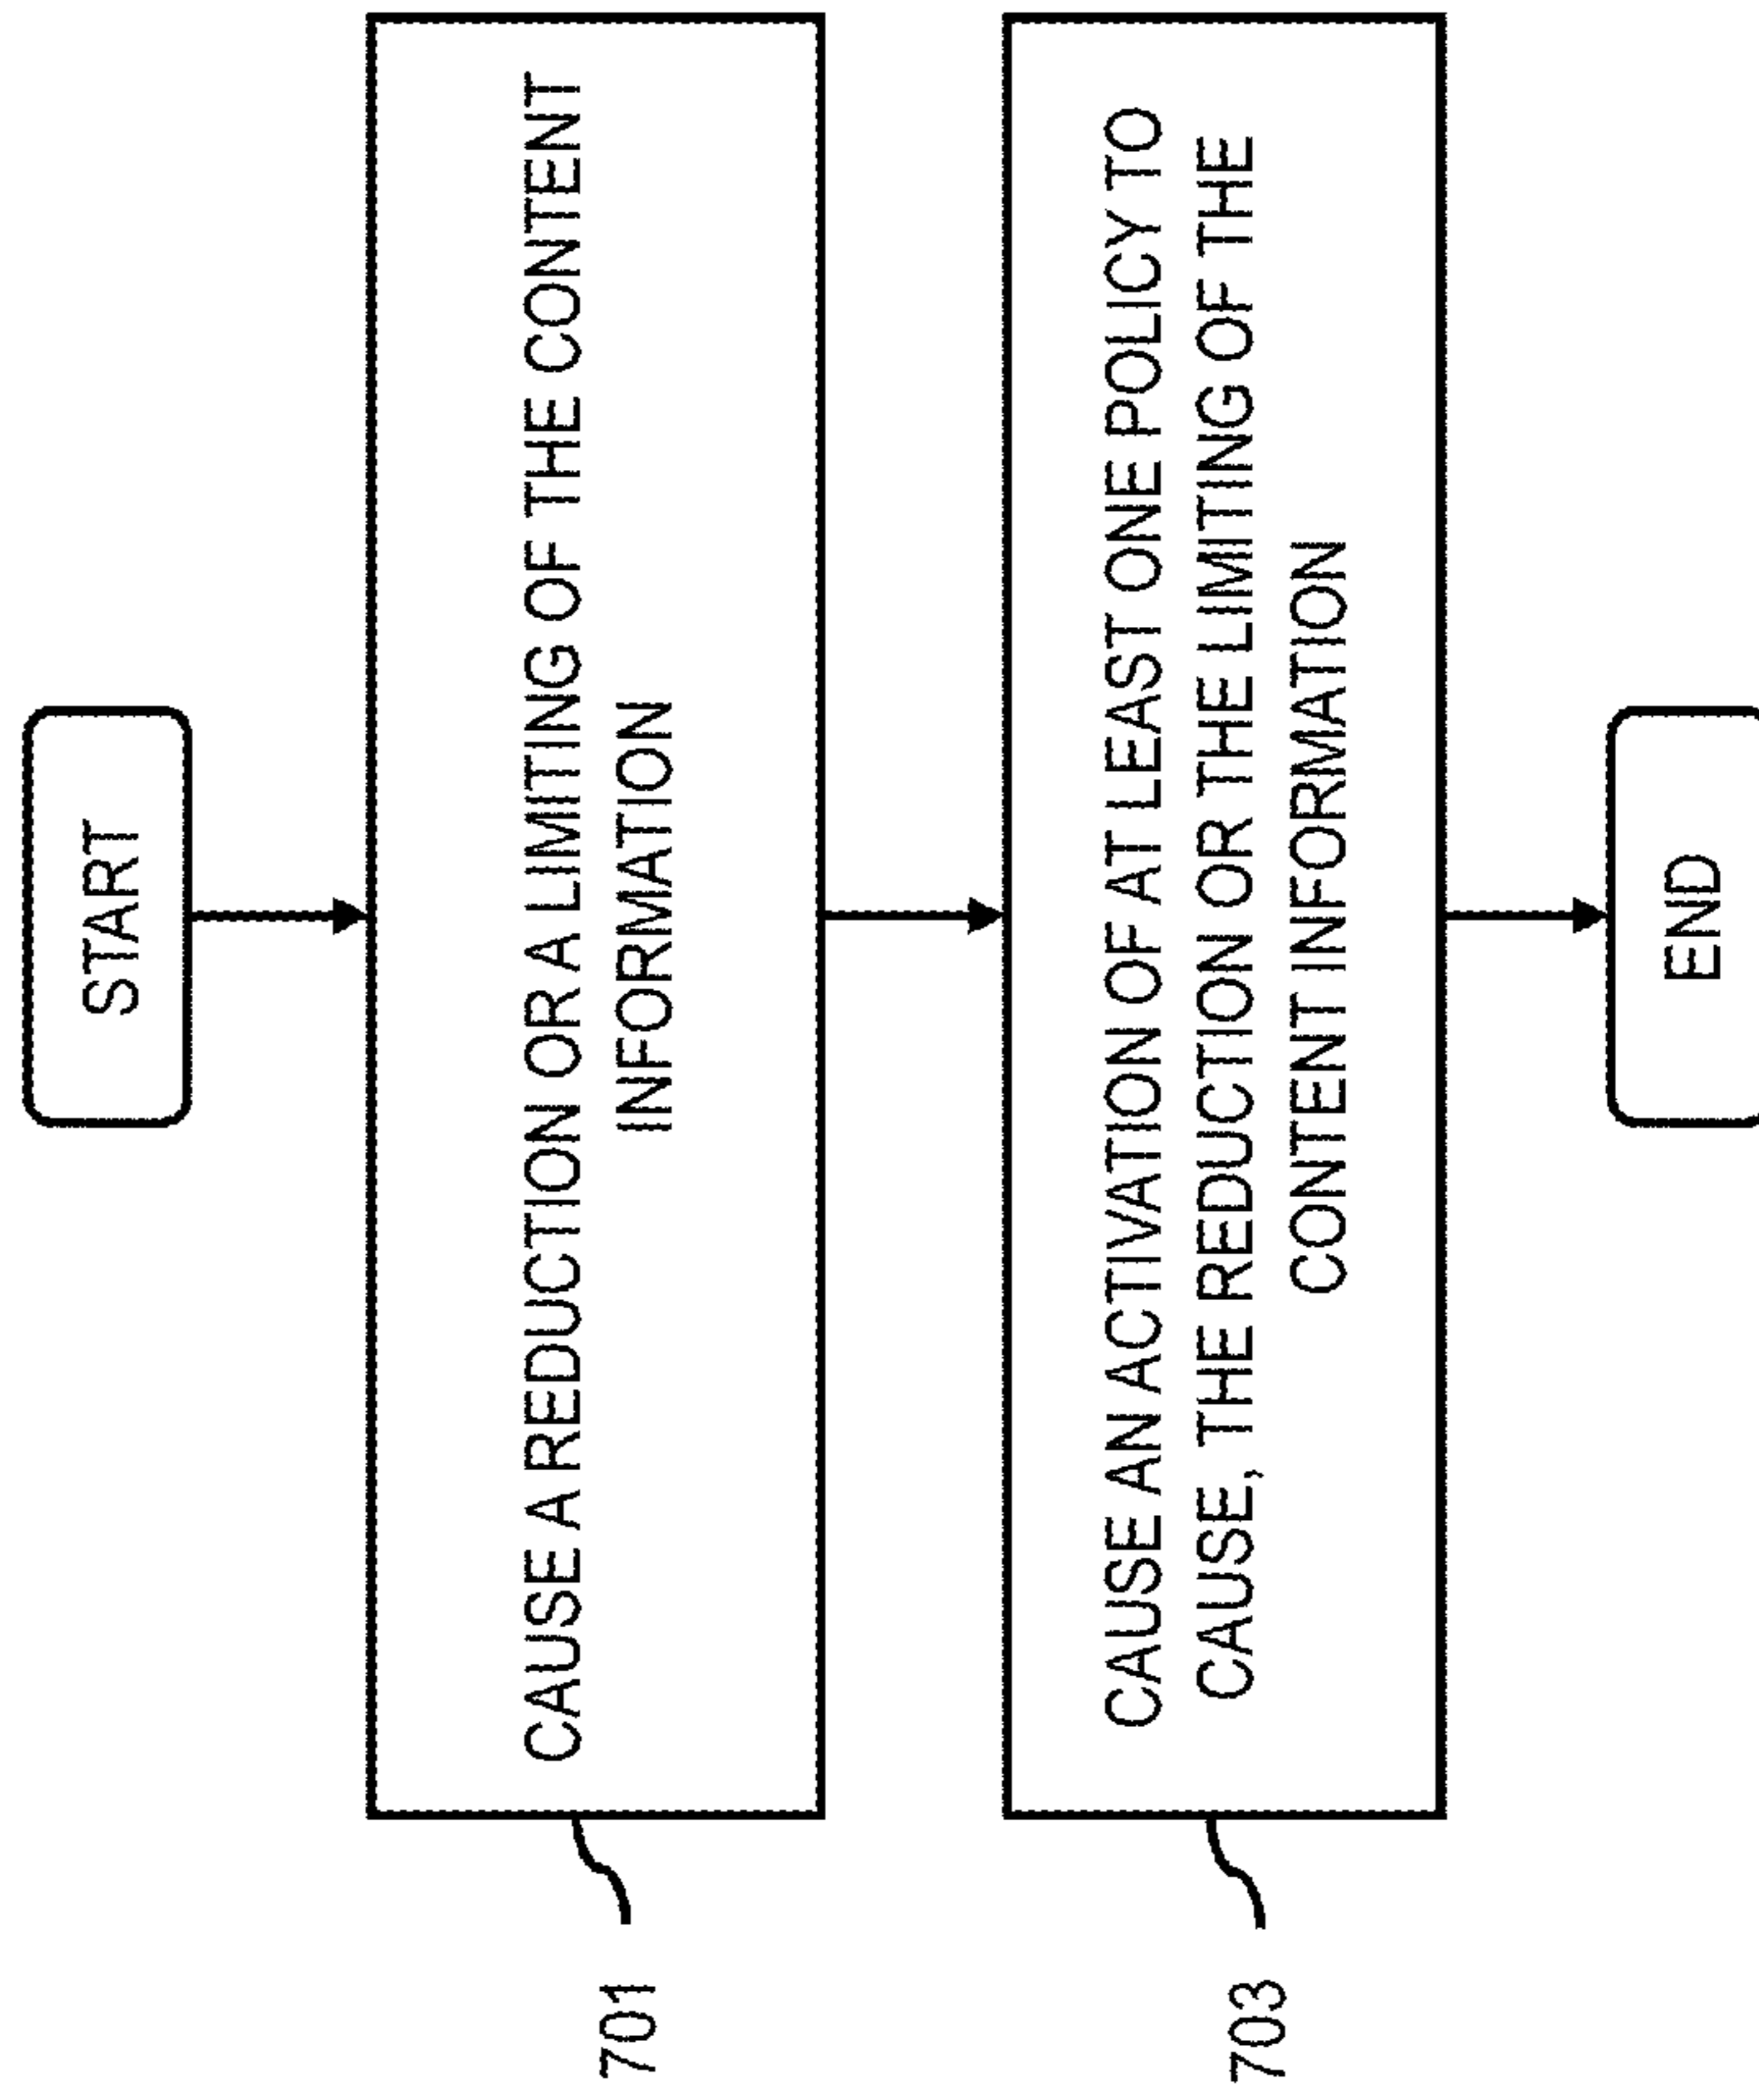 START
701
CAUSE A REDUCTION OR A LIMITING OF THE CONTENT
INFORMATION
703
CAUSE AN ACTIVATION OF AT LEAST ONE POLICY TO
CAUSE, THE REDUCTION OR THE LIMITING OF THE
CONTENT INFORMATION
END